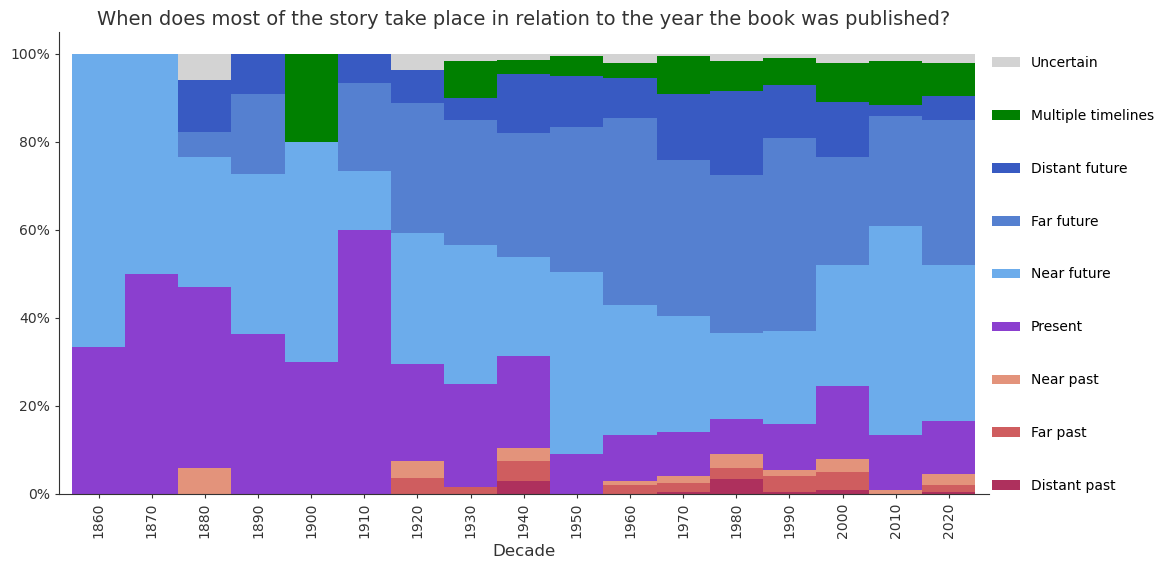 When does most of the story take place in relation to the year the book was published?
100%
80%
60%
40%
20%
0%
1860
1870
1880
1890
1900
1910
1920
1930
1940
1950
1960
1970
1980
1990
2000
2010
2020
Decade
Uncertain
Multiple timelines
Distant future
Far future
Near future
Present
Near past
Far past
Distant past